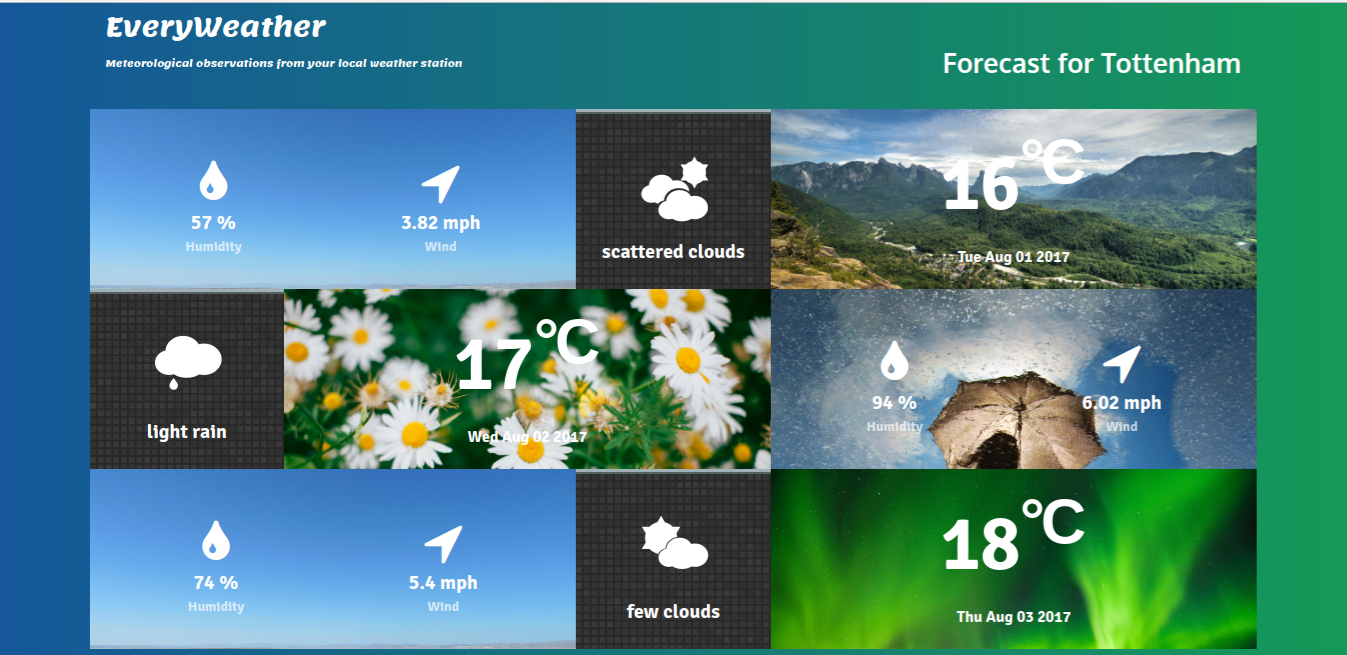 EveryWeather
Meteorological observations from your local weather station
Forecast for Tottenham
57 %
Humidity
3.82 mph
Wind
scattered clouds
16°C
Tue Aug 01 2017
light rain
17°C
Wed Aug 02 2017
94 %
Humidity
6.02 mph
Wind
74 %
Humidity
5.4 mph
Wind
few clouds
18°C
Thu Aug 03 2017